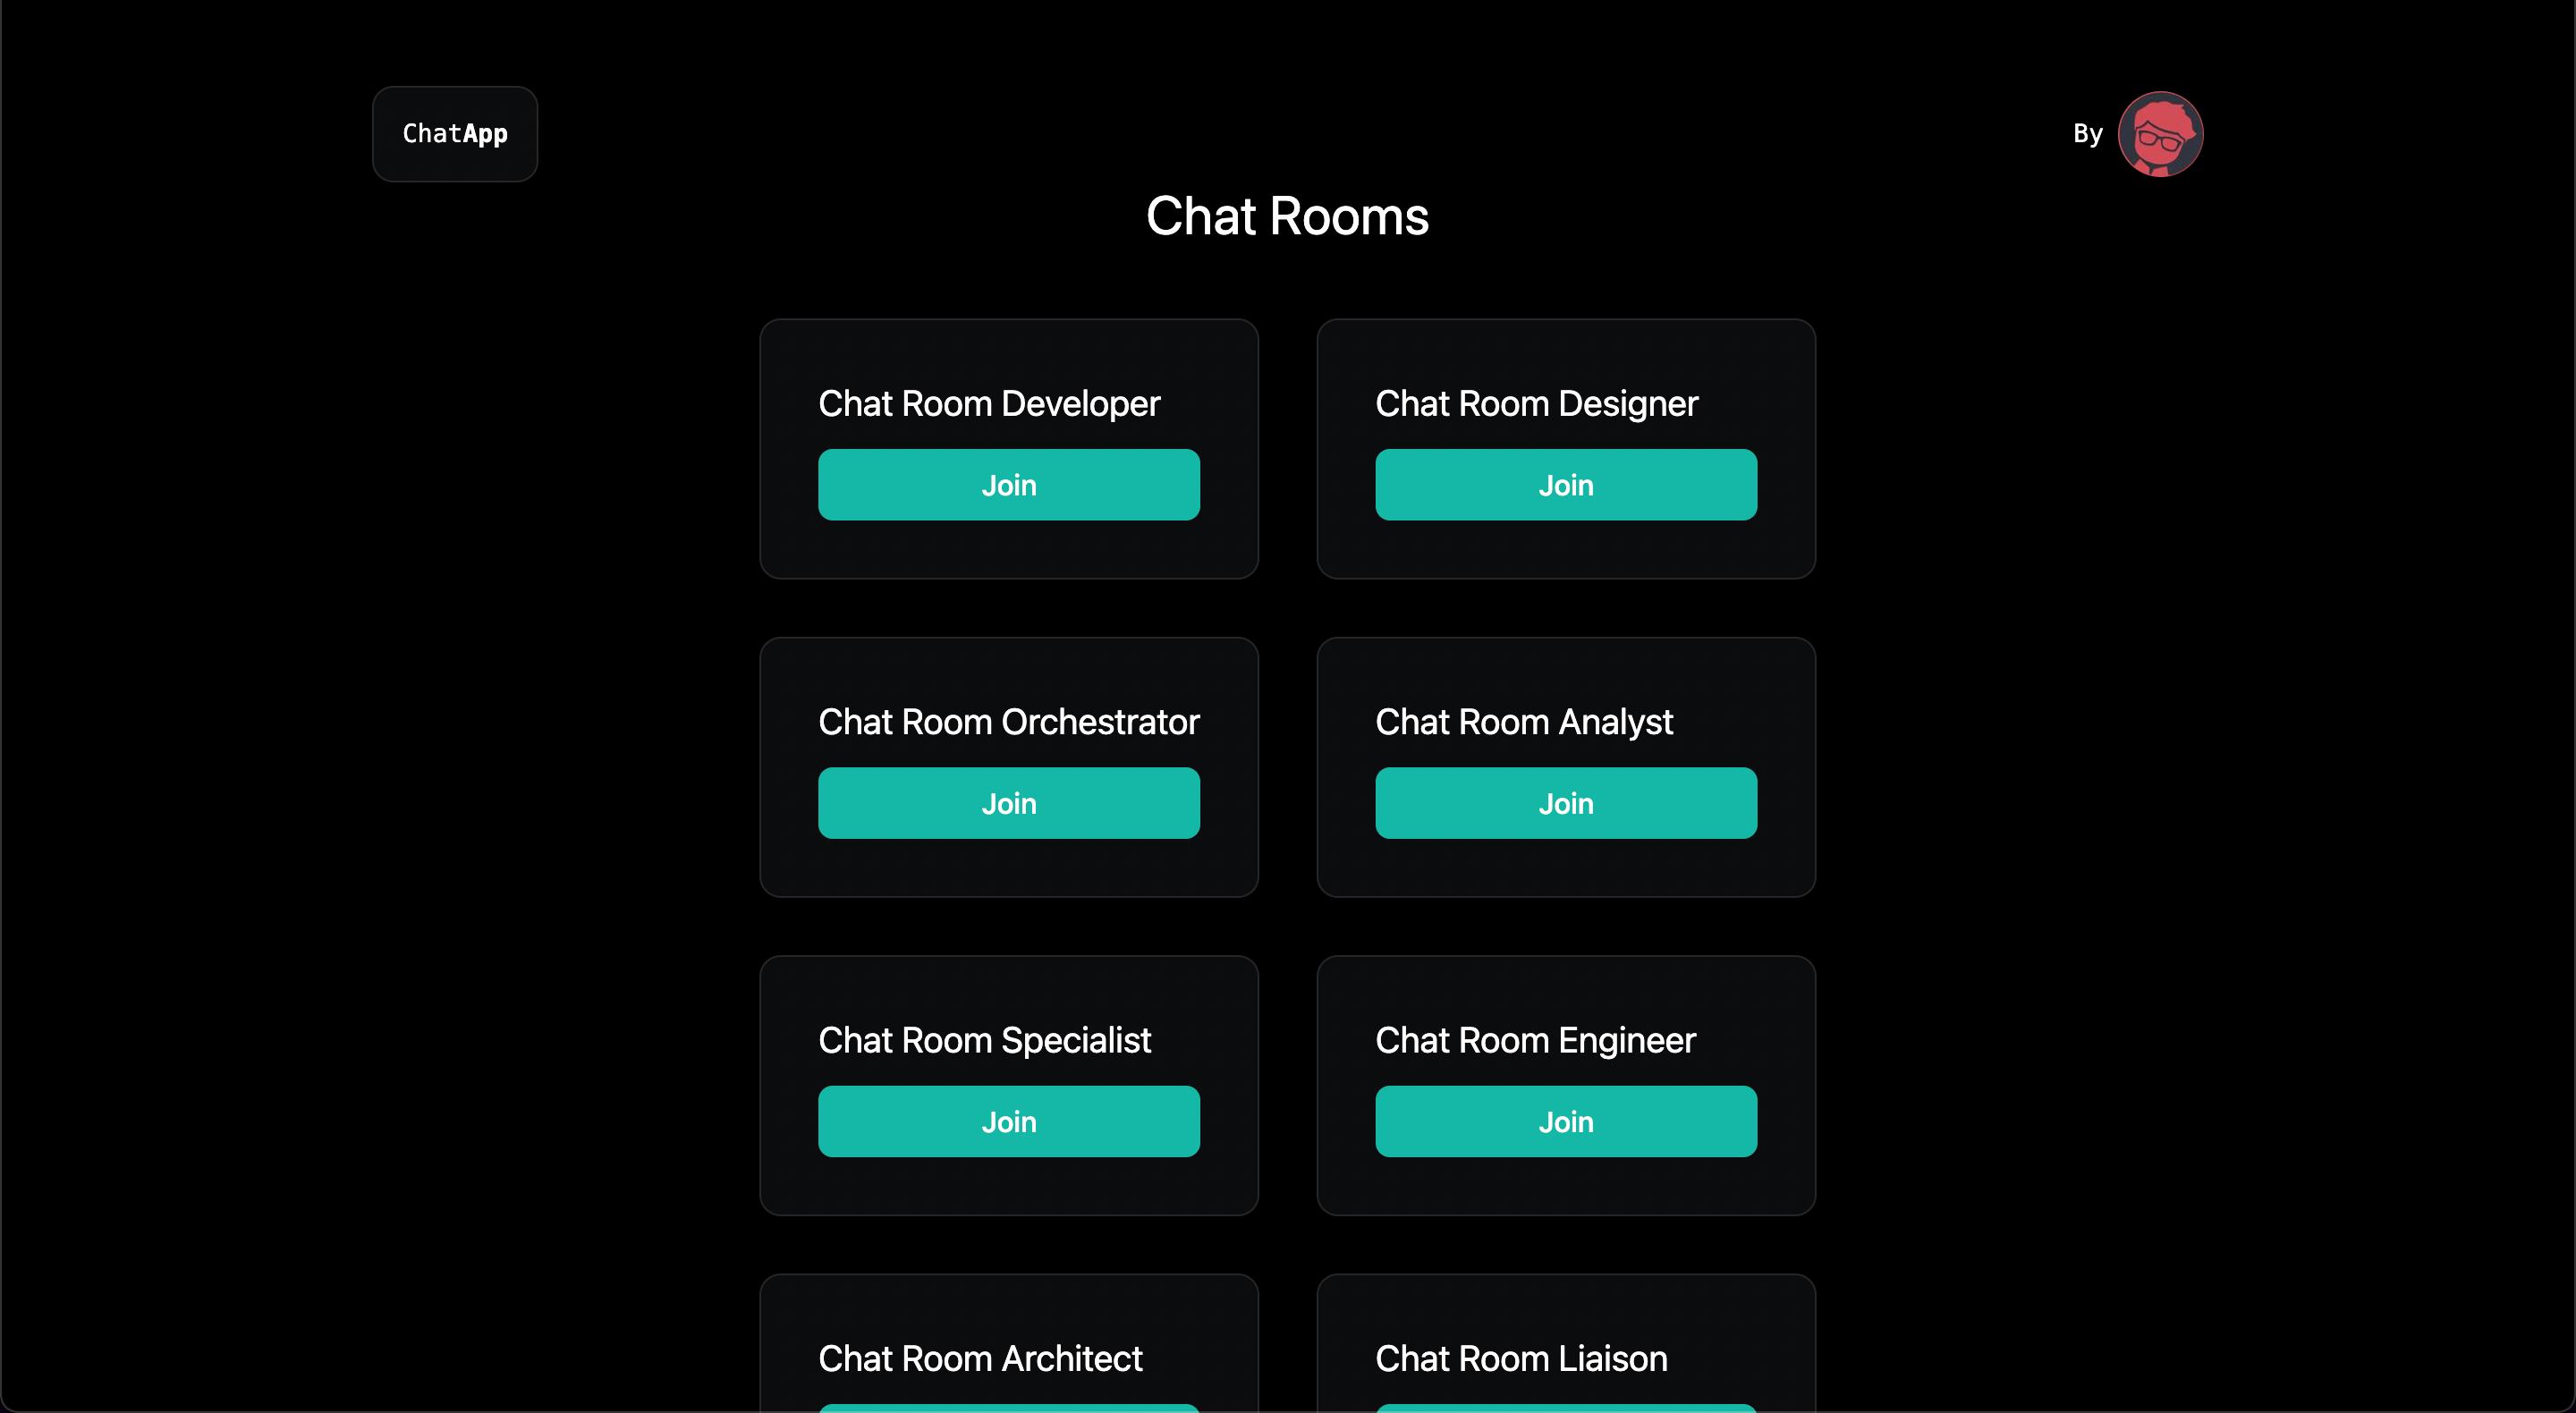 ChatApp
By
Chat Rooms
Chat Room Developer
Join
Chat Room Designer
Join
Chat Room Orchestrator
Join
Chat Room Analyst
Join
Chat Room Specialist
Join
Chat Room Engineer
Join
Chat Room Architect
Chat Room Liaison